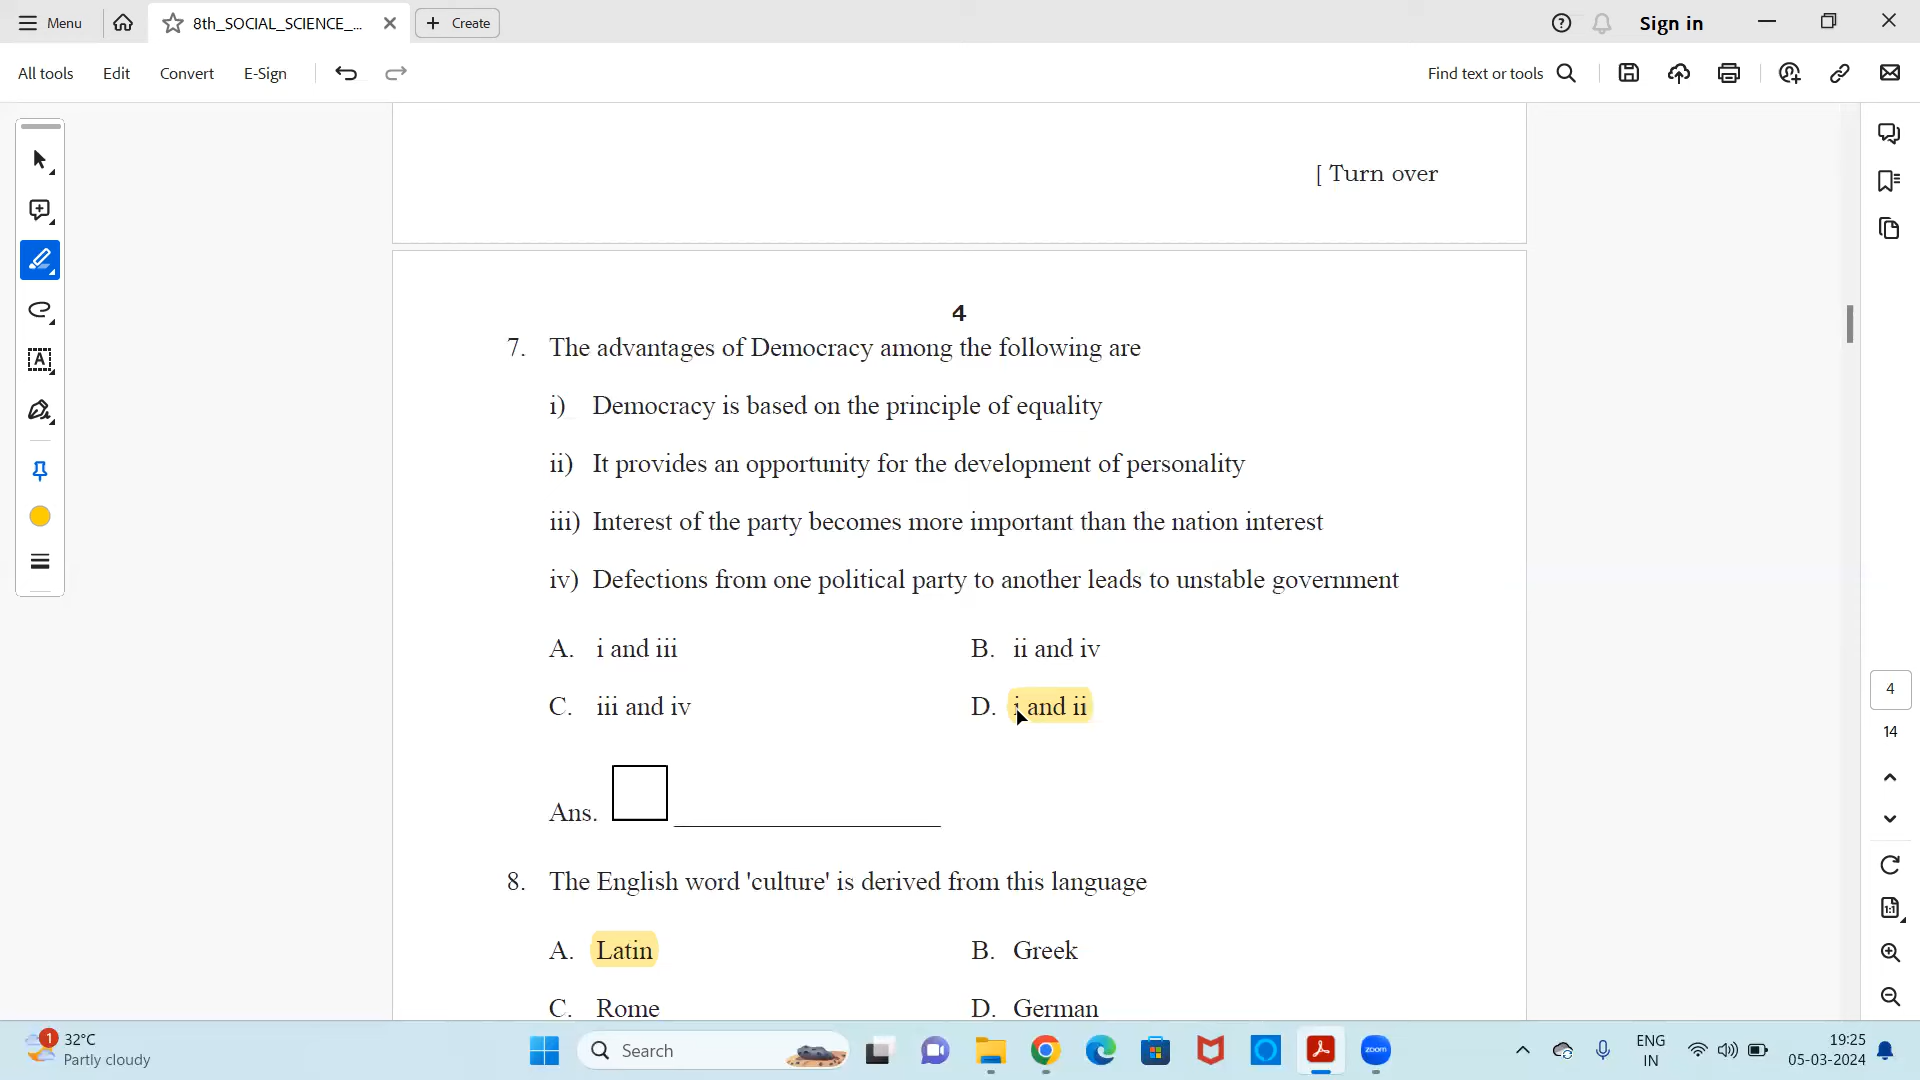 Menu
8th_SOCIAL_SCIENCE_...
Create
Sign in
All tools
Edit
Convert
E-Sign
Find text or tools
[ Turn over
4
7. The advantages of Democracy among the following are
i) Democracy is based on the principle of equality
ii) It provides an opportunity for the development of personality
iii) Interest of the party becomes more important than the nation interest
iv) Defections from one political party to another leads to unstable government
A. i and iii B. ii and iv
C. iii and iv D. i and ii
Ans.
8. The English word 'culture' is derived from this language
A. Latin B. Greek
C. Rome D. German
4
14
1:1
1
32°C
Partly cloudy
Search
zoom
ENG
IN
19:25
05-03-2024